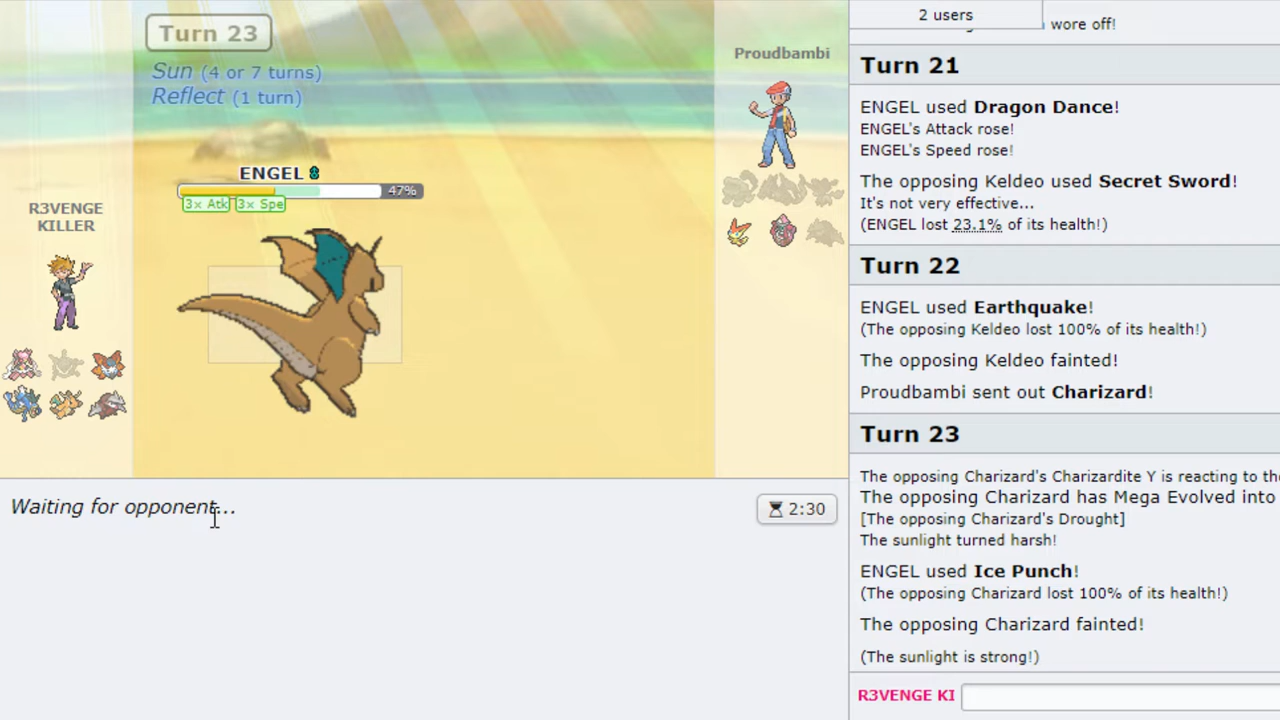 Turn 23
Sun (4 or 7 turns)
Reflect (1 turn)
ENGEL
47%
3× Atk 3× Spe
R3VENGE
KILLER
Proudbambi
Waiting for opponent...
2:30
2 users
wore off!
Turn 21
ENGEL used Dragon Dance!
ENGEL's Attack rose!
ENGEL's Speed rose!
The opposing Keldeo used Secret Sword!
It's not very effective...
(ENGEL lost 23.1% of its health!)
Turn 22
ENGEL used Earthquake!
(The opposing Keldeo lost 100% of its health!)
The opposing Keldeo fainted!
Proudbambi sent out Charizard!
Turn 23
The opposing Charizard's Charizardite Y is reacting to the
The opposing Charizard has Mega Evolved into
[The opposing Charizard's Drought]
The sunlight turned harsh!
ENGEL used Ice Punch!
(The opposing Charizard lost 100% of its health!)
The opposing Charizard fainted!
(The sunlight is strong!)
R3VENGE KI